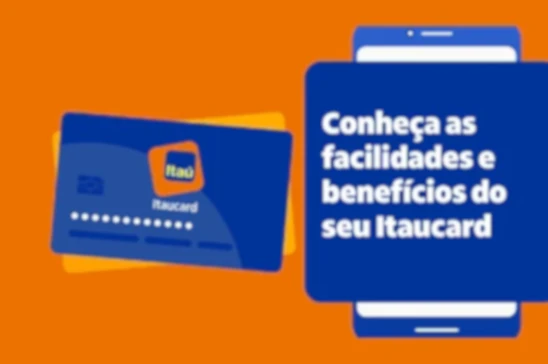 Itaú
Itaucard
Conheça as
facilidades e
benefícios do
seu Itaucard